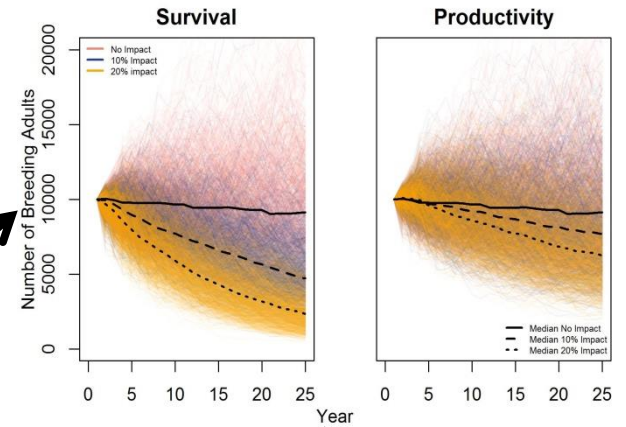 Survival
Productivity
No Impact
10% Impact
20% impact
Number of Breeding Adults
20000
15000
10000
5000
0
Median No Impact
Median 10% Impact
Median 20% Impact
0 5 10 15 20 25
0 5 10 15 20 25
Year